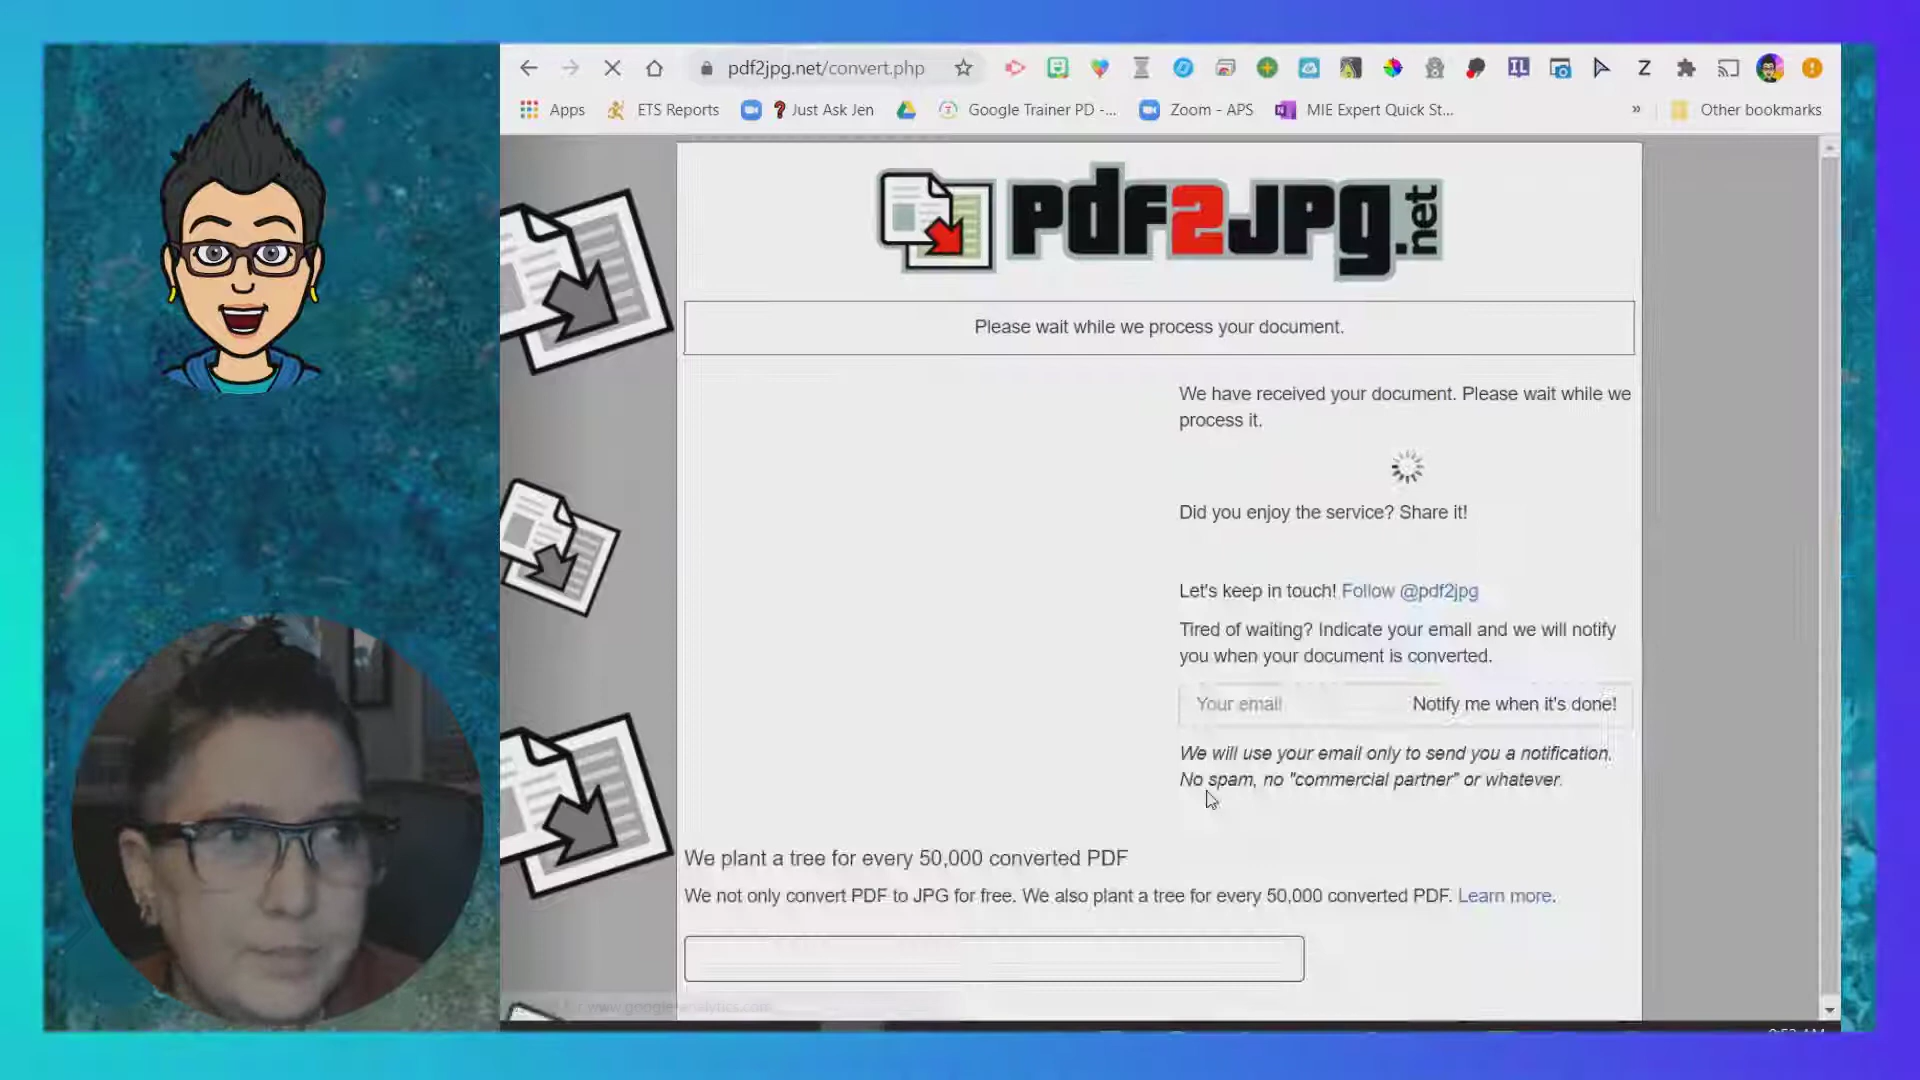 pdf2jpg.net/convert.php
Apps ETS Reports ? Just Ask Jen Google Trainer PD -... Zoom - APS MIE Expert Quick St... » Other bookmarks
pdf2jpg.net
Please wait while we process your document.
We have received your document. Please wait while we
process it.
Did you enjoy the service? Share it!
Let's keep in touch! Follow @pdf2jpg
Tired of waiting? Indicate your email and we will notify
you when your document is converted.
Your email Notify me when it's done!
We will use your email only to send you a notification.
No spam, no "commercial partner" or whatever.
We plant a tree for every 50,000 converted PDF
We not only convert PDF to JPG for free. We also plant a tree for every 50,000 converted PDF. Learn more.